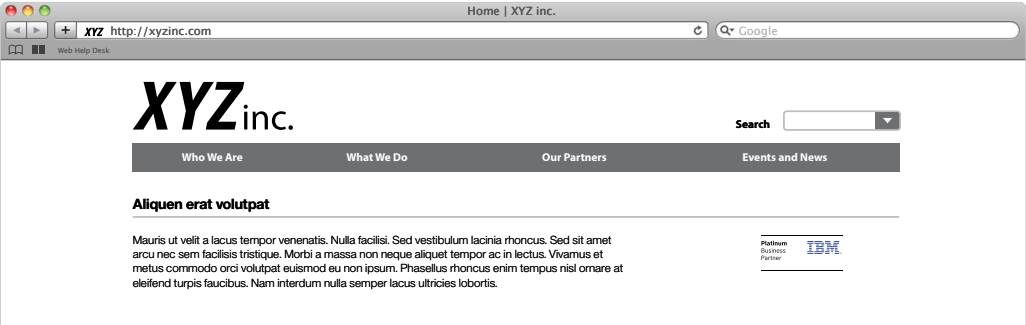 Home | XYZ inc.
XYZ http://xyzinc.com
Google
Web Help Desk
XYZ inc.
Search
Who We Are
What We Do
Our Partners
Events and News
Aliquen erat volutpat
Mauris ut velit a lacus tempor venenatis. Nulla facilisi. Sed vestibulum lacinia rhoncus. Sed sit amet
arcu nec sem facilisis tristique. Morbi a massa non neque aliquet tempor ac in lectus. Vivamus et
metus commodo orci volutpat euismod eu non ipsum. Phasellus rhoncus enim tempus nisl ornare at
eleifend turpis faucibus. Nam interdum nulla semper lacus ultricies lobortis.
Platinum
Business
Partner
IBM.